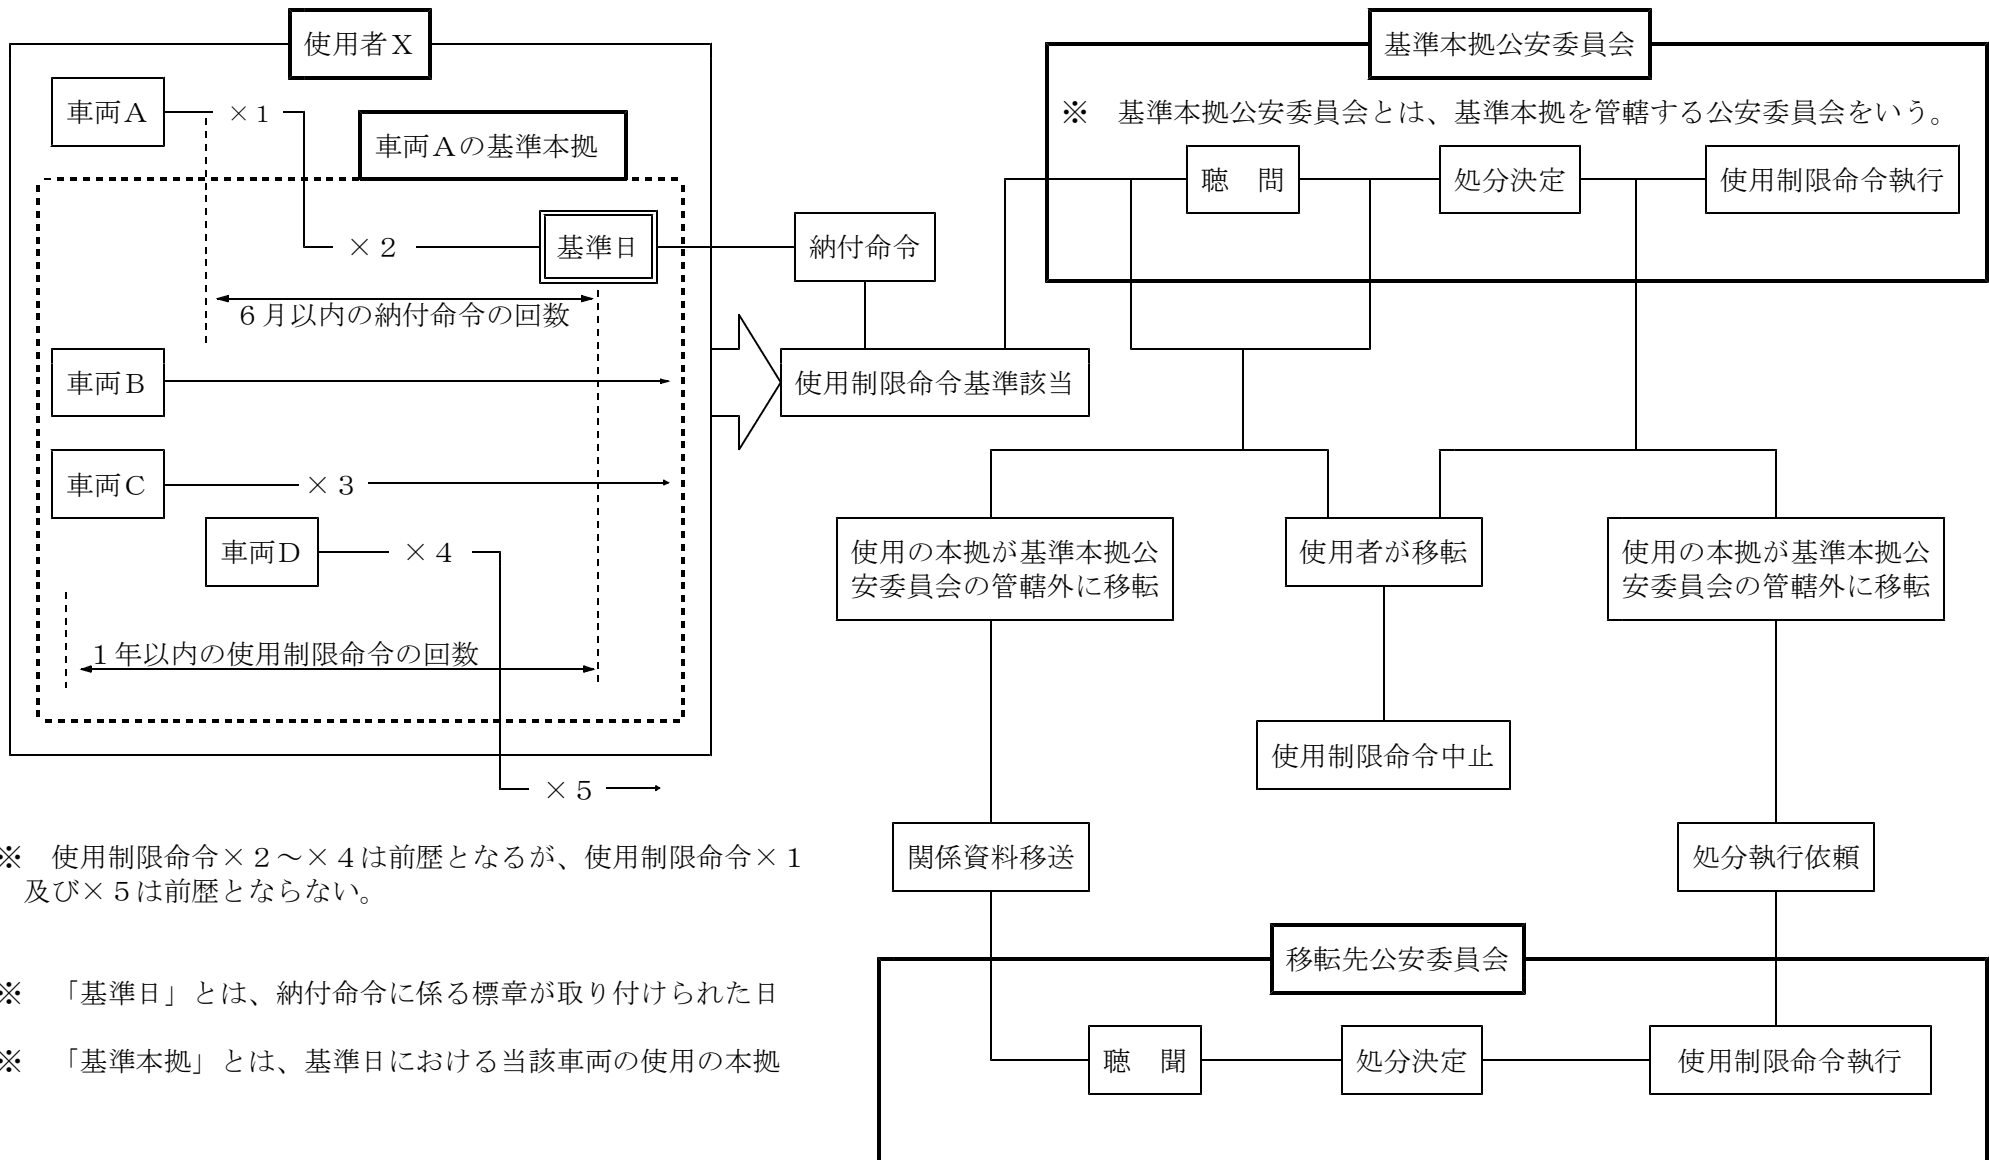 使用者Ｘ
車両Ａ
×１
車両Ａの基準本拠
×２
基準日
６月以内の納付命令の回数
車両Ｂ
車両Ｃ
×３
車両Ｄ
×４
１年以内の使用制限命令の回数
×５
※　使用制限命令×２～×４は前歴となるが、使用制限命令×１
及び×５は前歴とならない。
※　「基準日」とは、納付命令に係る標章が取り付けられた日
※　「基準本拠」とは、基準日における当該車両の使用の本拠
納付命令
使用制限命令基準該当
基準本拠公安委員会
※　基準本拠公安委員会とは、基準本拠を管轄する公安委員会をいう。
聴　問
処分決定
使用制限命令執行
使用の本拠が基準本拠公
安委員会の管轄外に移転
使用者が移転
使用の本拠が基準本拠公
安委員会の管轄外に移転
使用制限命令中止
関係資料移送
処分執行依頼
移転先公安委員会
聴　聞
処分決定
使用制限命令執行